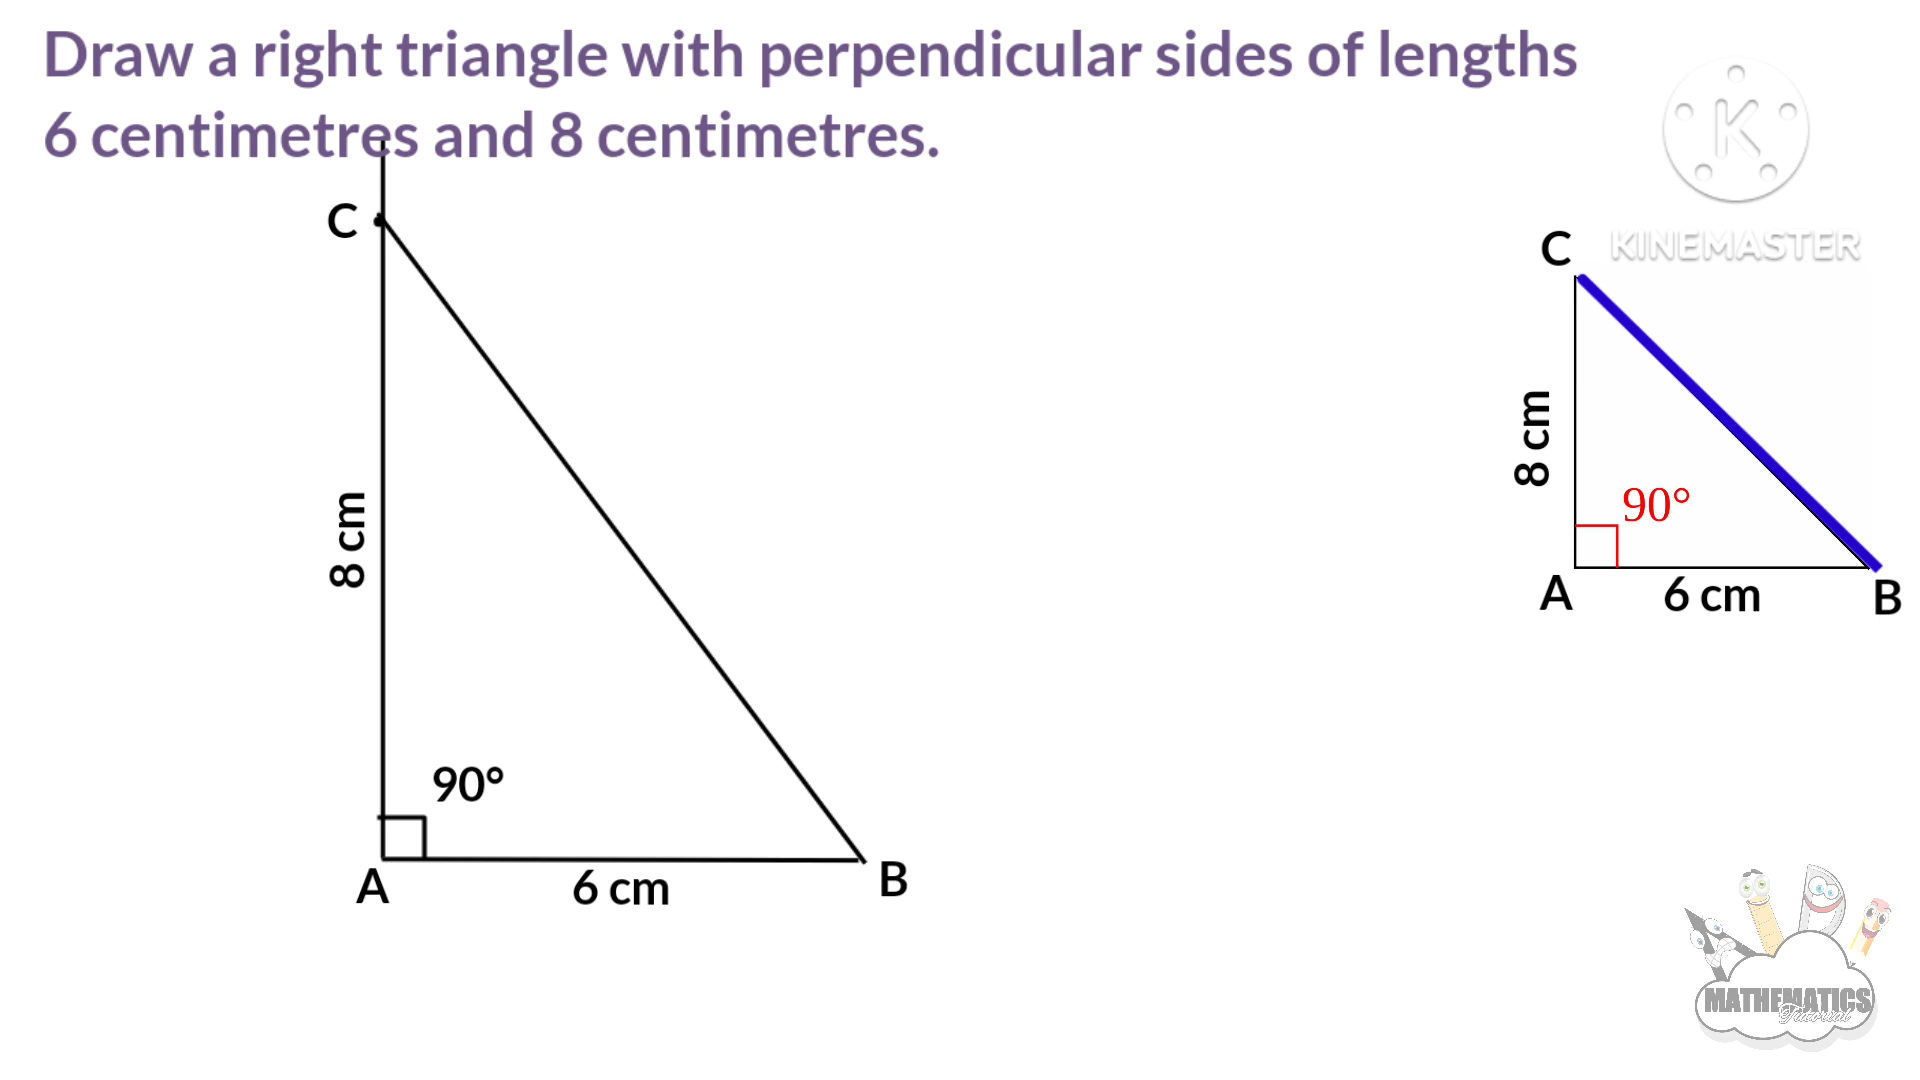 Draw a right triangle with perpendicular sides of lengths
6 centimetres and 8 centimetres.
K
KINEMASTER
C
8 cm
90°
A
6 cm
B
C
8 cm
90°
A
6 cm
B
MATHEMATICS
Tutorial